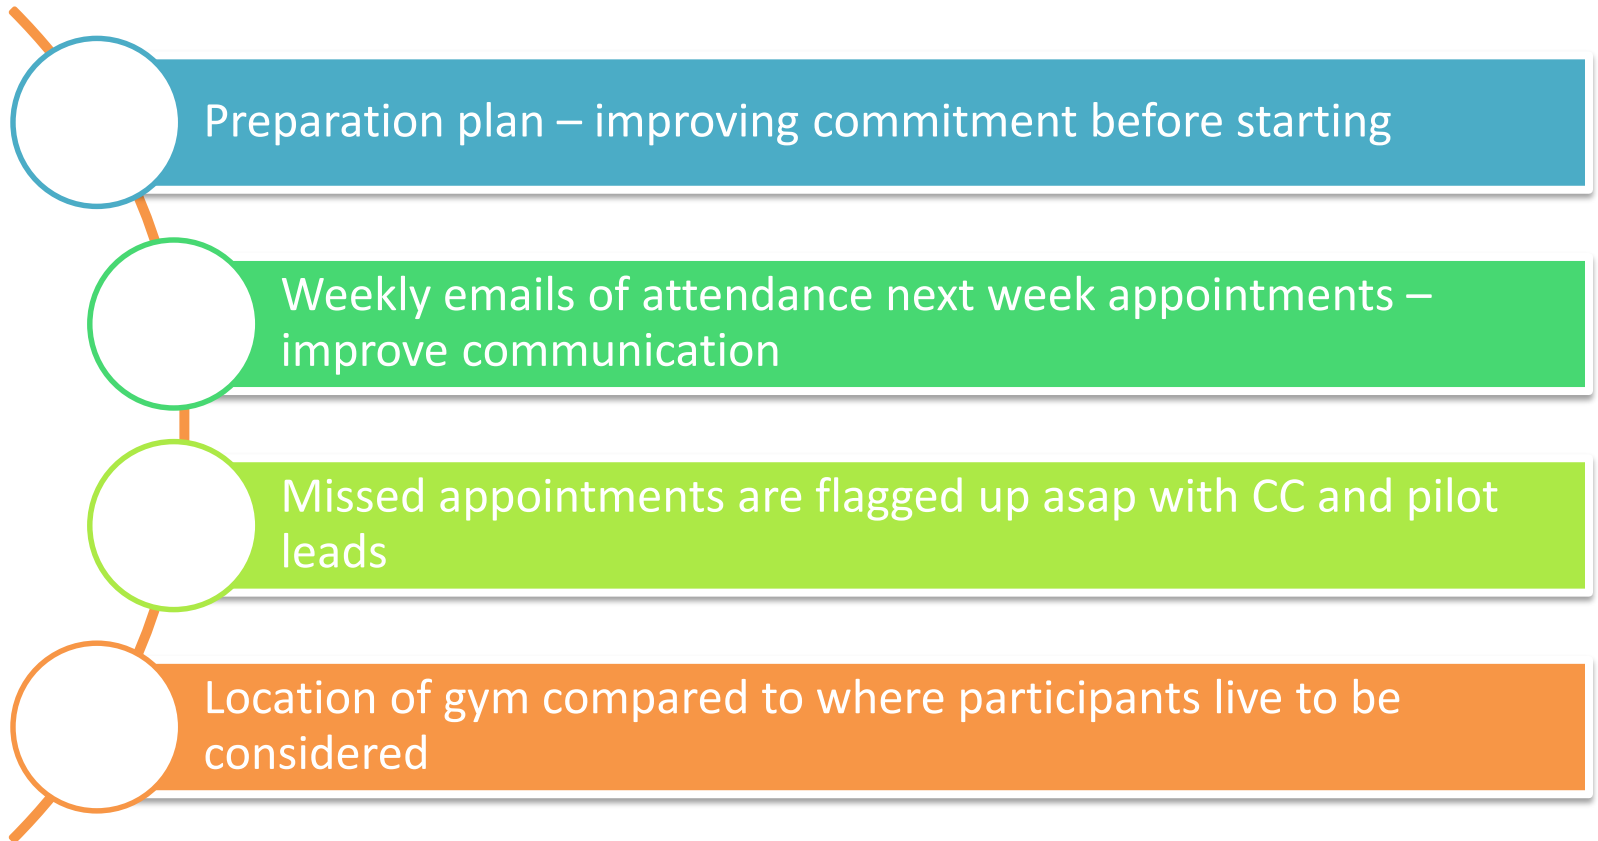 Preparation plan – improving commitment before starting
Weekly emails of attendance next week appointments –
improve communication
Missed appointments are flagged up asap with CC and pilot
leads
Location of gym compared to where participants live to be
considered